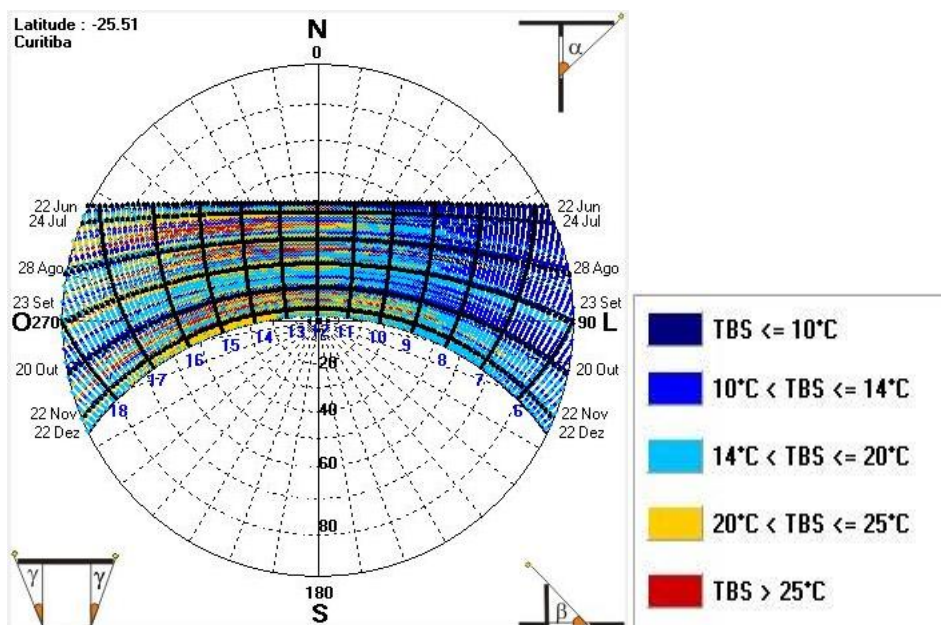 Latitude : -25.51
Curitiba
N
0
α
22 Jun
24 Jul
28 Ago
23 Set
O 270
20 Out
22 Nov
22 Dez
22 Jun
24 Jul
28 Ago
23 Set
90 L
20 Out
22 Nov
22 Dez
18 17 16 15 14 13 12 11 10 9 8 7 6
20
40
60
80
180
S
γ γ
β
TBS <= 10*C
10*C < TBS <= 14*C
14*C < TBS <= 20*C
20*C < TBS <= 25*C
TBS > 25*C